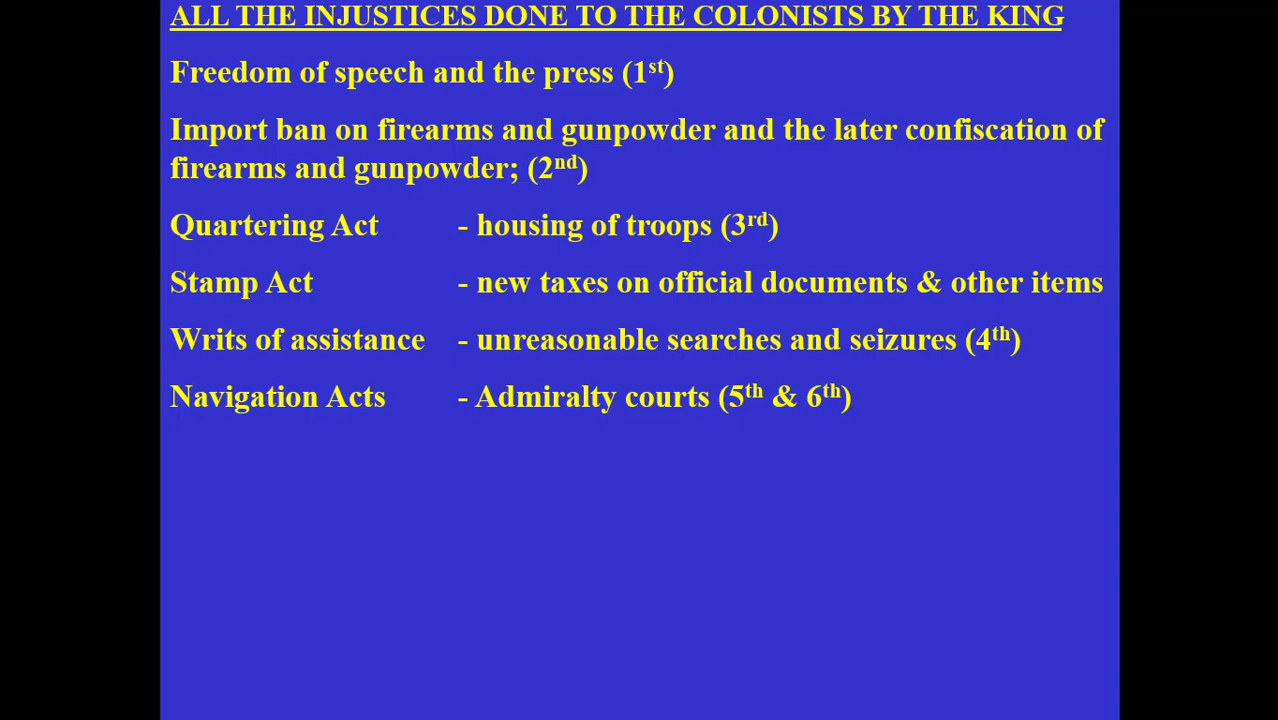 ALL THE INJUSTICES DONE TO THE COLONISTS BY THE KING
Freedom of speech and the press (1st)
Import ban on firearms and gunpowder and the later confiscation of
firearms and gunpowder; (2nd)
Quartering Act - housing of troops (3rd)
Stamp Act - new taxes on official documents & other items
Writs of assistance - unreasonable searches and seizures (4th)
Navigation Acts - Admiralty courts (5th & 6th)